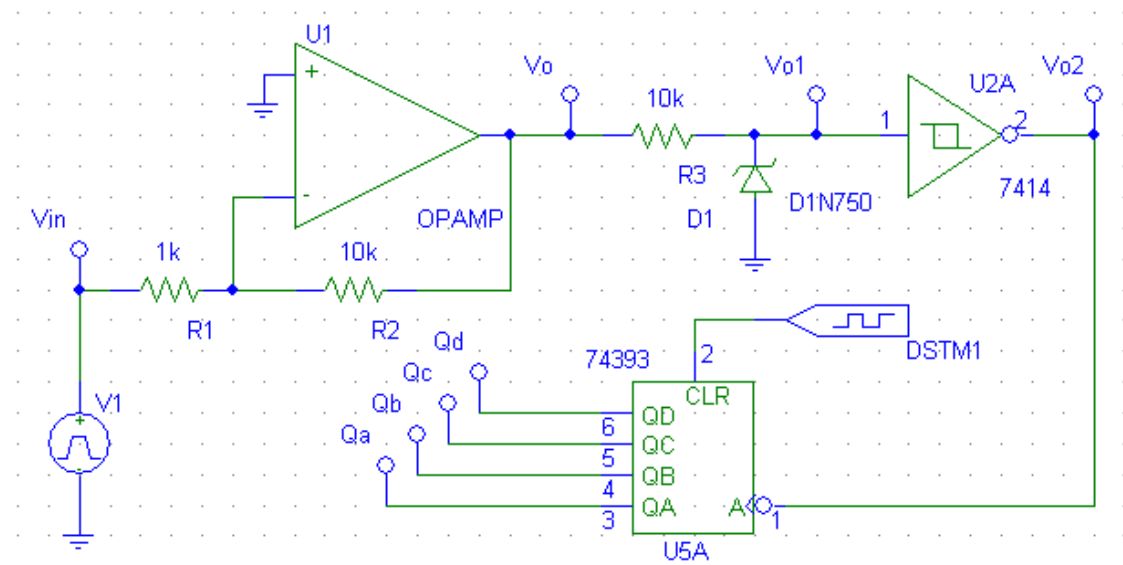 U1
+
-
OPAMP
Vo
10k
R3
Vo1
D1
D1N750
1
U2A
2
7414
Vo2
Vin
1k
R1
10k
R2
V1
+
-
DSTM1
74393
2
CLR
Qd
Qc
Qb
Qa
QD
6
QC
5
QB
4
QA
3
A
1
U5A